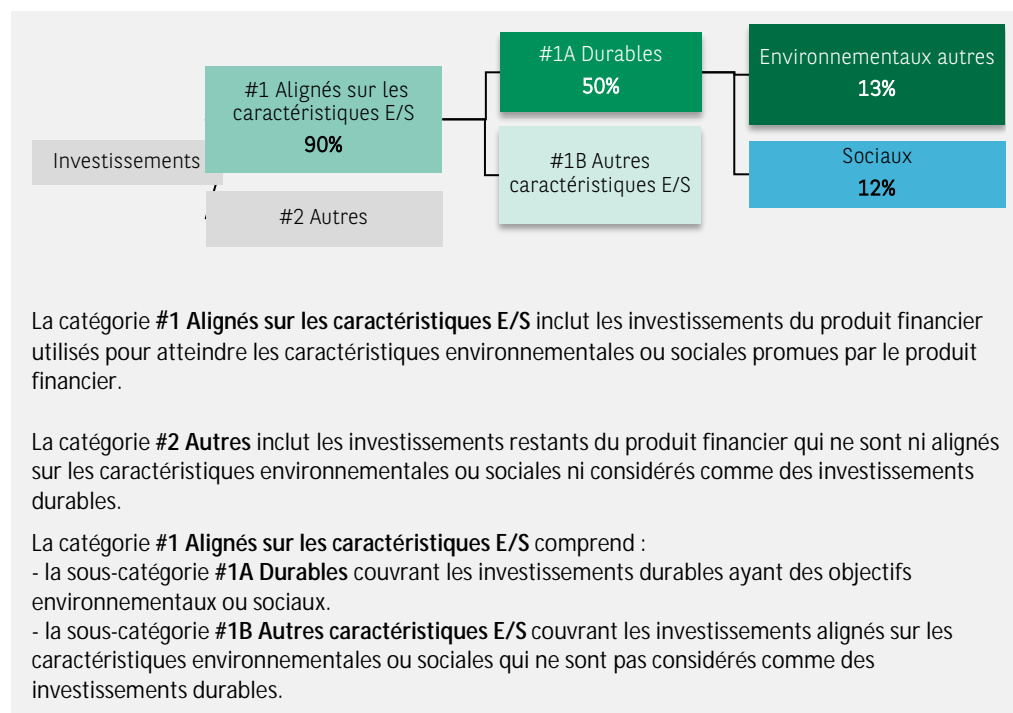 Investissements
#1 Alignés sur les
caractéristiques E/S
90%
#2 Autres
#1A Durables
50%
#1B Autres
caractéristiques E/S
Environnementaux autres
13%
Sociaux
12%
La catégorie #1 Alignés sur les caractéristiques E/S inclut les investissements du produit financier
utilisés pour atteindre les caractéristiques environnementales ou sociales promues par le produit
financier.
La catégorie #2 Autres inclut les investissements restants du produit financier qui ne sont ni alignés
sur les caractéristiques environnementales ou sociales ni considérés comme des investissements
durables.
La catégorie #1 Alignés sur les caractéristiques E/S comprend :
- la sous-catégorie #1A Durables couvrant les investissements durables ayant des objectifs
environnementaux ou sociaux.
- la sous-catégorie #1B Autres caractéristiques E/S couvrant les investissements alignés sur les
caractéristiques environnementales ou sociales qui ne sont pas considérés comme des
investissements durables.